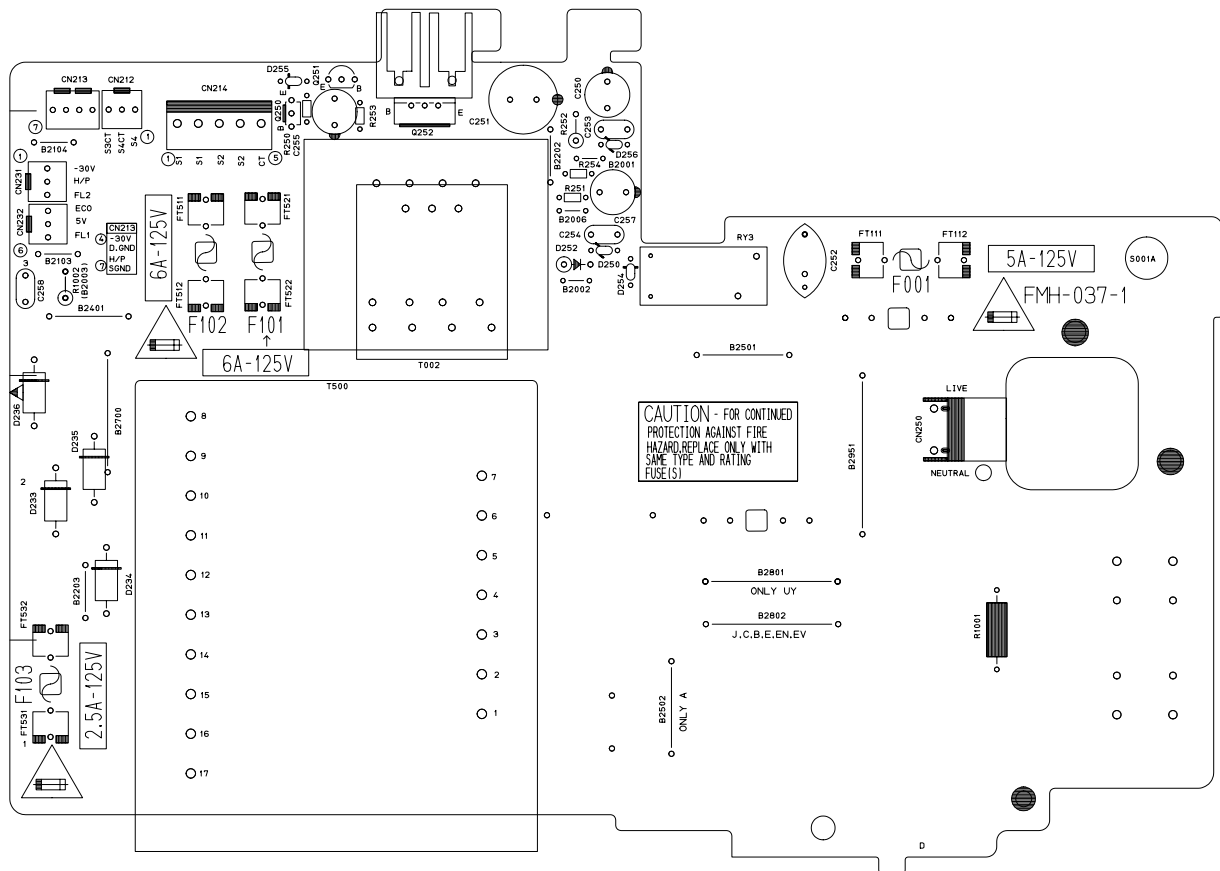 CN213
CN212
CN214
D255
Q251
E
B
E
Q250
B
R250
C255
R253
B
E
Q252
C251
C250
R252
C253
D256
B2001
R254
B2202
R251
B2006
C257
C254
D252
D250
B2002
D254
RY3
C252
FT111
FT112
F001
5A-125V
S001A
FMH-037-1
7
S3CT
S4CT
S4
1
B2104
1
S1
S1
S2
S2
CT
5
1
CN231
-30V
H/P
FL2
CN232
ECO
5V
FL1
6
B2103
CN213
4
-30V
D.GND
H/P
7
SGND
6A-125V
FT511
FT521
FT512
FT522
F102
F101
↑
6A-125V
3
C258
R1002
(B2003)
B2401
T002
T500
B2501
D236
B2700
D235
2
D233
B2203
D234
FT532
F103
1
FT531
2.5A-125V
8
9
10
11
12
13
14
15
16
17
7
6
5
4
3
2
1
CAUTION - FOR CONTINUED
PROTECTION AGAINST FIRE
HAZARD,REPLACE ONLY WITH
SAME TYPE AND RATING
FUSE(S)
B2951
LIVE
CN250
NEUTRAL
B2801
ONLY UY
B2802
J,C,B,E,EN,EV
B2502
ONLY A
R1001
D